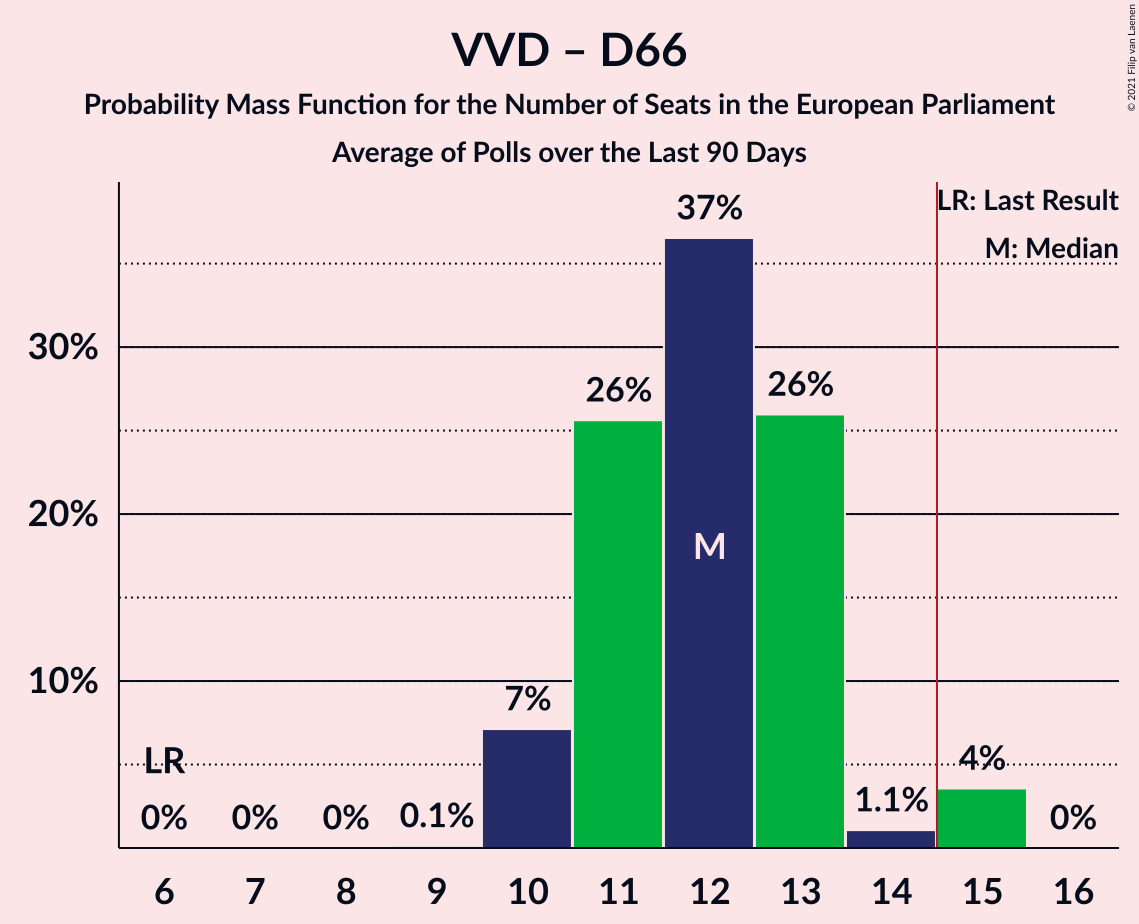 VVD – D66
Probability Mass Function for the Number of Seats in the European Parliament
Average of Polls over the Last 90 Days
© 2021 Filip van Laenen
LR: Last Result
M: Median
37%
30%
26%
26%
20%
M
10%
7%
LR
4%
0%
0%
0%
0.1%
1.1%
0%
6 7 8 9 10 11 12 13 14 15 16